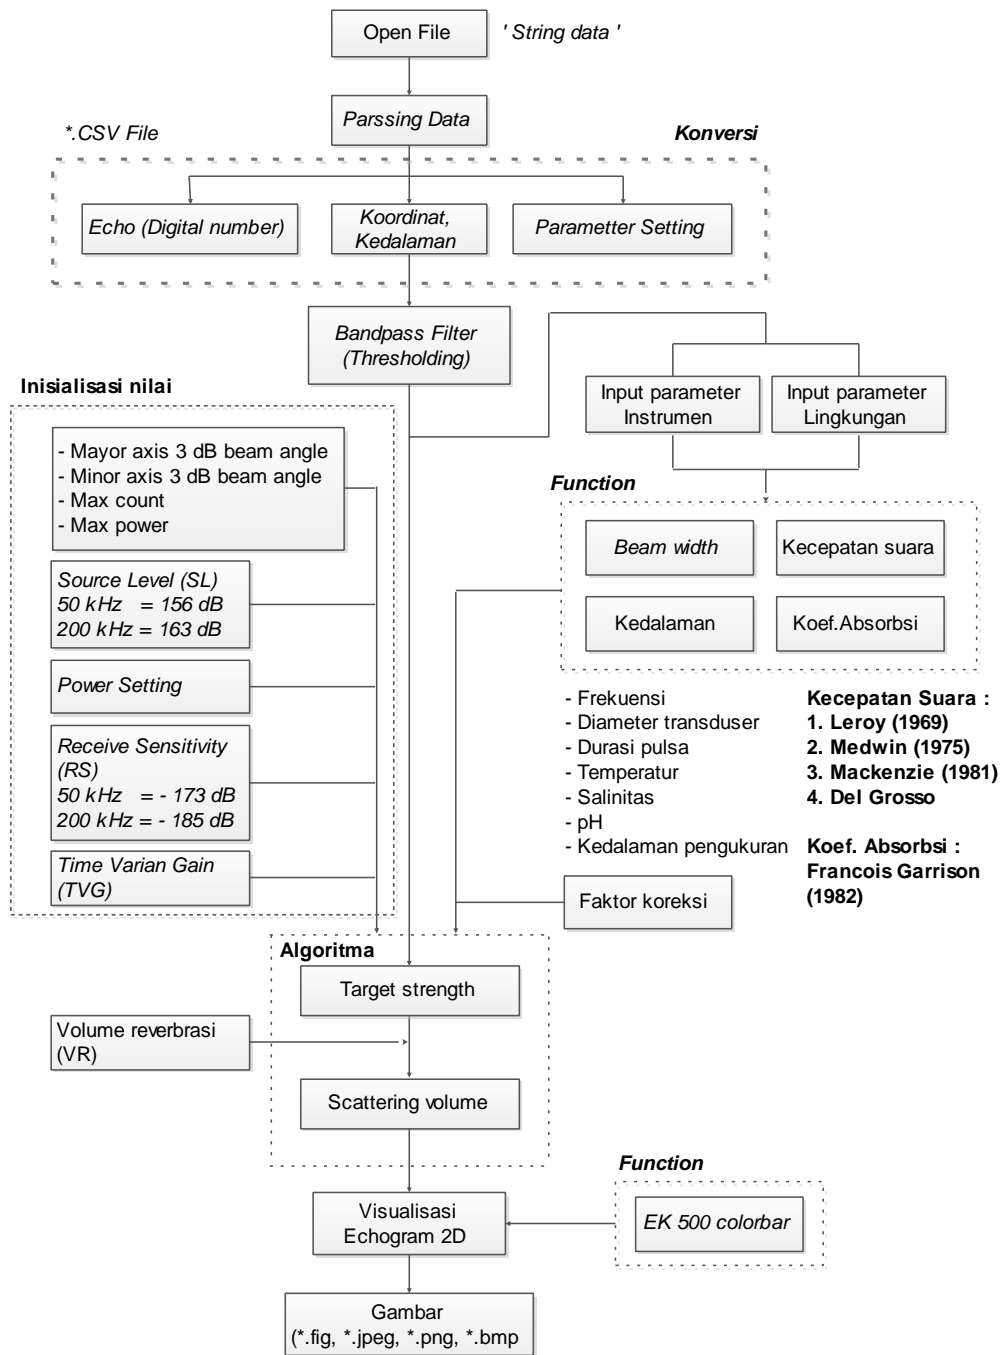 Open File
' String data '
Parssing Data
*.CSV File
Konversi
Echo (Digital number)
Koordinat,
Kedalaman
Parametter Setting
Bandpass Filter
(Thresholding)
Inisialisasi nilai
- Mayor axis 3 dB beam angle
- Minor axis 3 dB beam angle
- Max count
- Max power
Source Level (SL)
50 kHz = 156 dB
200 kHz = 163 dB
Power Setting
Receive Sensitivity
(RS)
50 kHz = - 173 dB
200 kHz = - 185 dB
Time Varian Gain
(TVG)
Input parameter
Instrumen
Input parameter
Lingkungan
Function
Beam width
Kecepatan suara
Kedalaman
Koef.Absorbsi
- Frekuensi
- Diameter transduser
- Durasi pulsa
- Temperatur
- Salinitas
- pH
- Kedalaman pengukuran
Kecepatan Suara :
1. Leroy (1969)
2. Medwin (1975)
3. Mackenzie (1981)
4. Del Grosso
Koef. Absorbsi :
Francois Garrison
(1982)
Faktor koreksi
Algoritma
Target strength
Volume reverbrasi
(VR)
Scattering volume
Function
Visualisasi
Echogram 2D
EK 500 colorbar
Gambar
(*.fig, *.jpeg, *.png, *.bmp